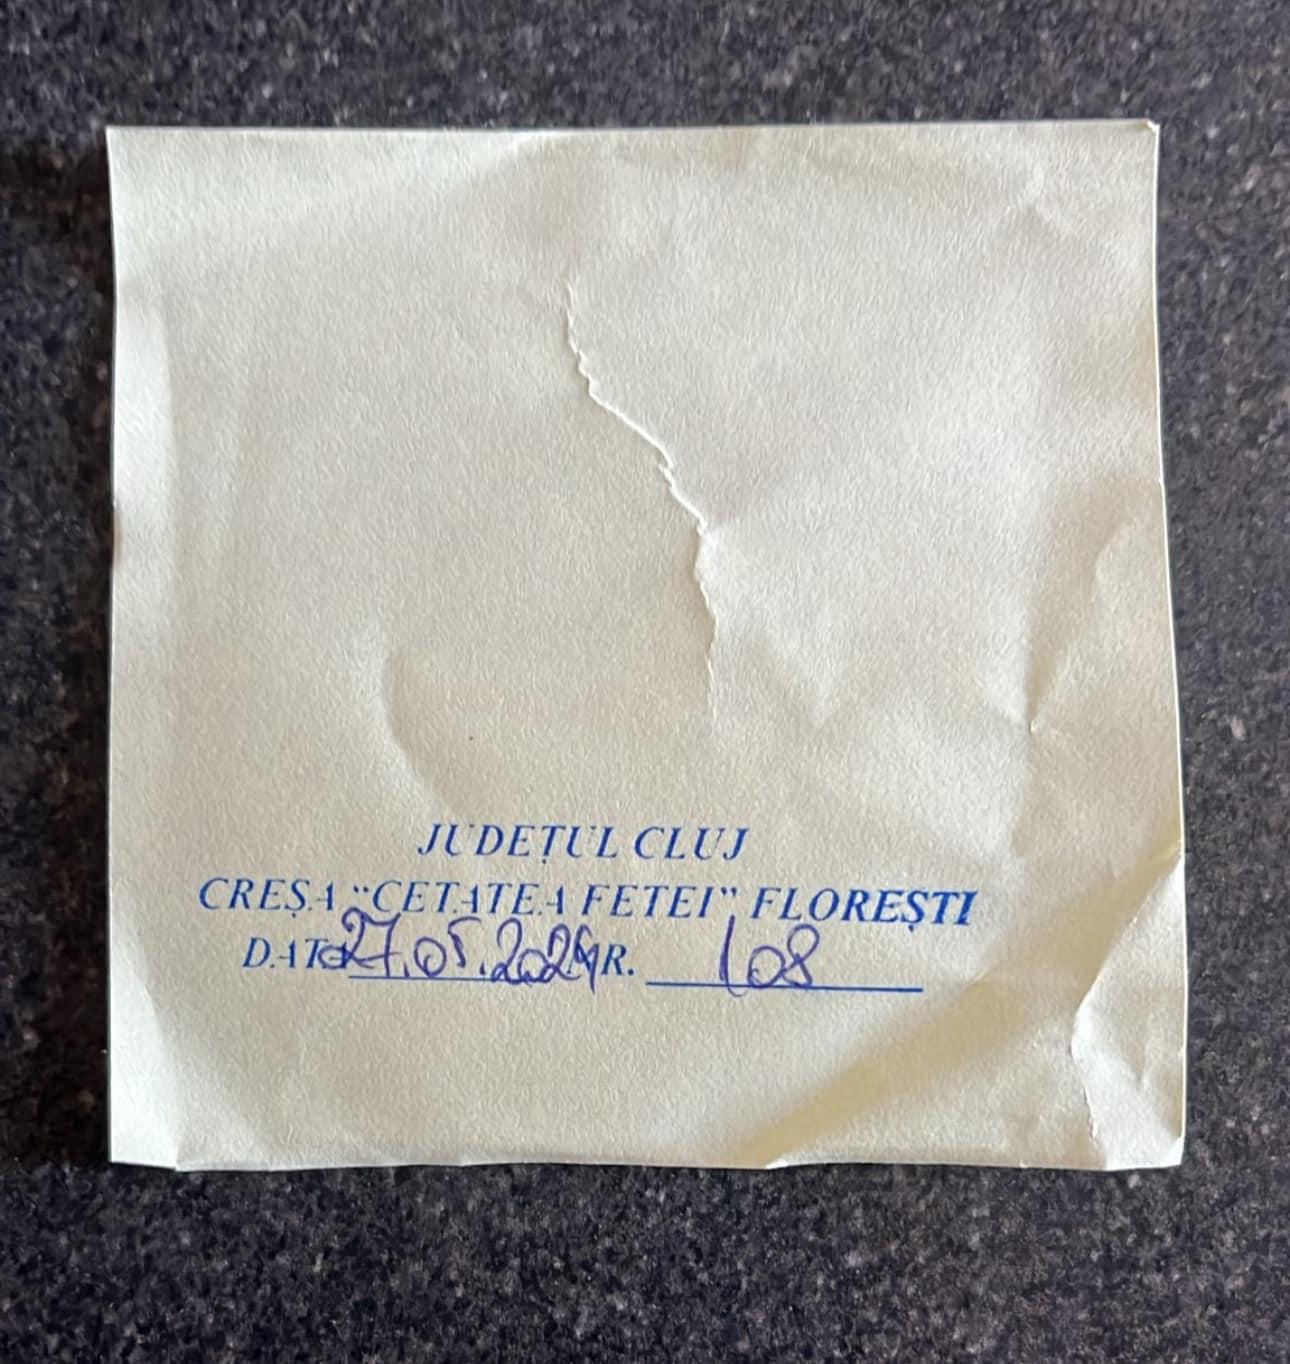 JUDEȚUL CLUJ
CREȘA “CETATEA FETEI” FLOREȘTI
DATA 27.05.2024 NR. 108